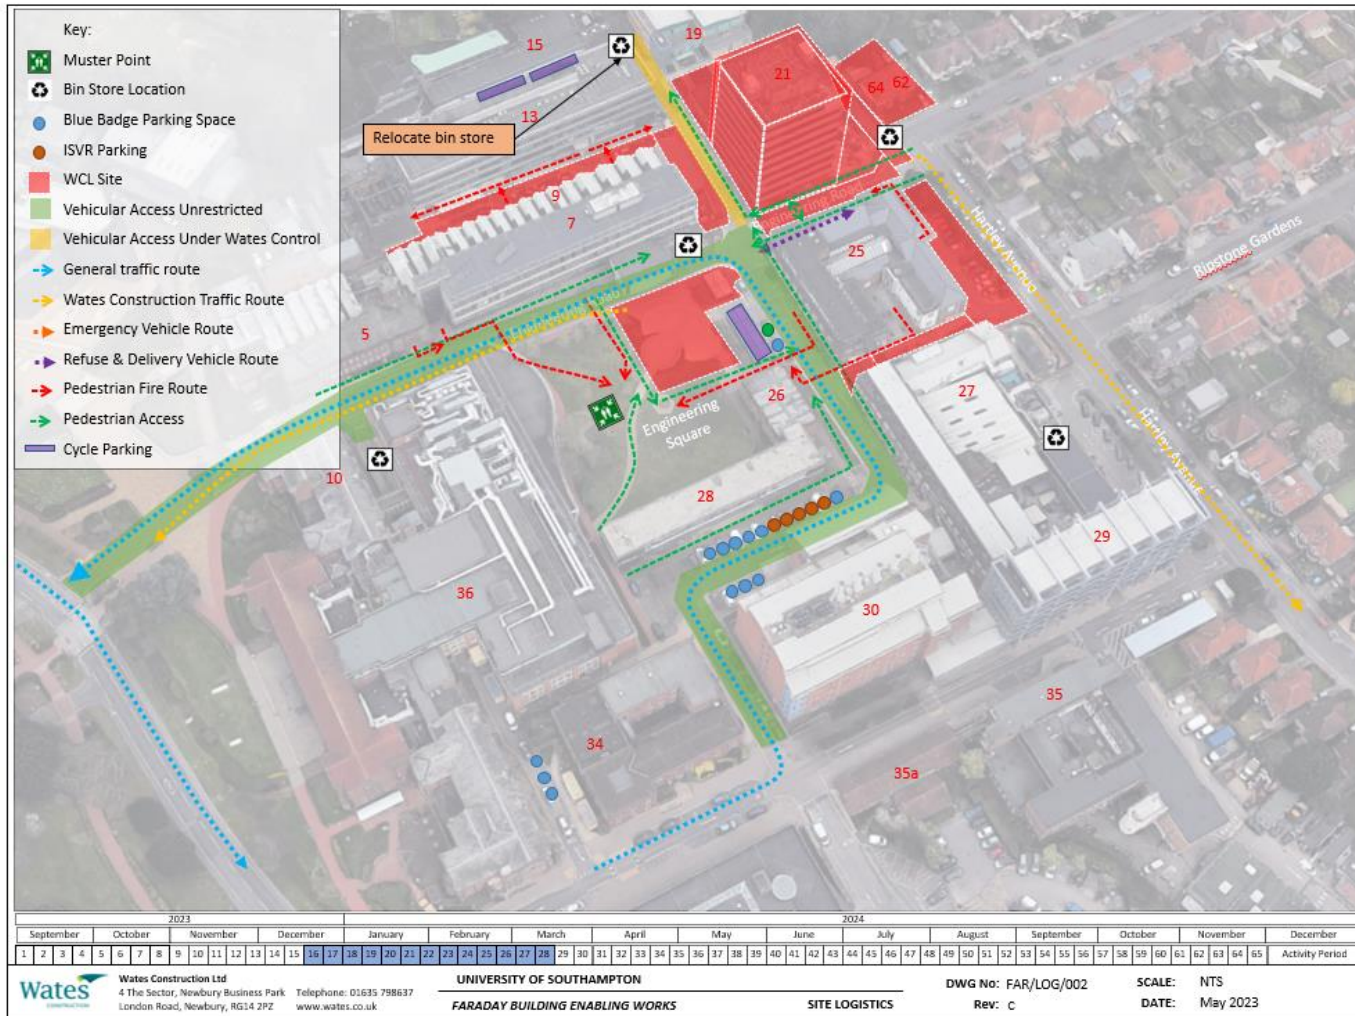 Key:
Muster Point
Bin Store Location
Blue Badge Parking Space
ISVR Parking
WCL Site
Vehicular Access Unrestricted
Vehicular Access Under Wates Control
General traffic route
Wates Construction Traffic Route
Emergency Vehicle Route
Refuse & Delivery Vehicle Route
Pedestrian Fire Route
Pedestrian Access
Cycle Parking
15
19
21
64 62
13
Relocate bin store
9
7
25
Hartley Avenue
Ripstone Gardens
5
26
27
Engineering
Square
Hartley Avenue
10
28
29
36
30
35
34
35a
2023 2024
September October November December January February March April May June July August September October November December
1 2 3 4 5 6 7 8 9 10 11 12 13 14 15 16 17 18 19 20 21 22 23 24 25 26 27 28 29 30 31 32 33 34 35 36 37 38 39 40 41 42 43 44 45 46 47 48 49 50 51 52 53 54 55 56 57 58 59 60 61 62 63 64 65 Activity Period
Wates
CONSTRUCTION
Wates Construction Ltd
4 The Sector, Newbury Business Park Telephone: 01635 798637
London Road, Newbury, RG14 2PZ www.wates.co.uk
UNIVERSITY OF SOUTHAMPTON
FARADAY BUILDING ENABLING WORKS SITE LOGISTICS
DWG No: FAR/LOG/002 SCALE: NTS
Rev: C DATE: May 2023